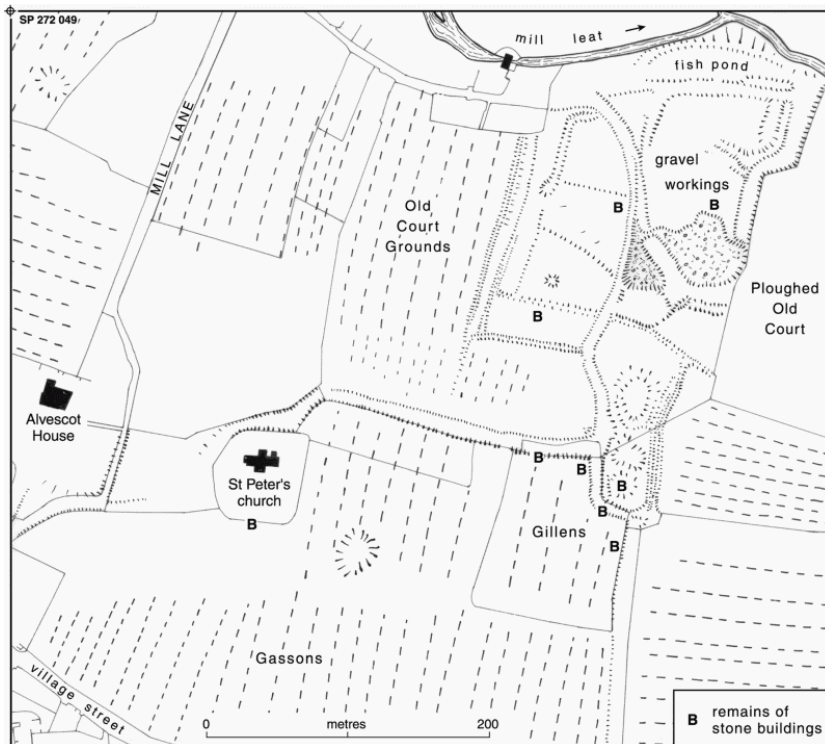 SP 272 049
mill leat
fish pond
MILL LANE
gravel
workings
B
B
Old
Court
Grounds
Ploughed
Old
Court
B
Alvescot
House
St Peter's
church
B
B
B
B
B
Gillens
B
B
Gassons
village street
0 metres 200
B remains of
stone buildings